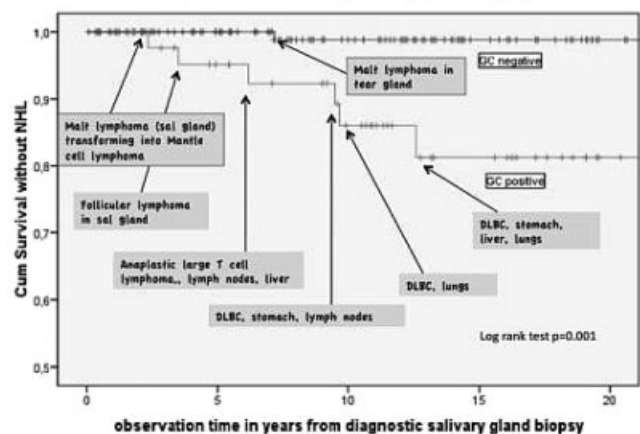 Cum Survival without NHL
1,0
0,9
0,8
0,7
0,6
0,5
GC negative
Malt lymphoma in
tear gland
Malt lymphoma (sal gland)
transforming into Mantle
cell lymphoma
GC positive
Follicular lymphoma
in sal gland
DLBC, stomach,
liver, lungs
Anaplastic large T cell
lymphoma,, lymph nodes, liver
DLBC, lungs
DLBC, stomach, lymph nodes
Log rank test p=0.001
0
5
10
15
20
observation time in years from diagnostic salivary gland biopsy